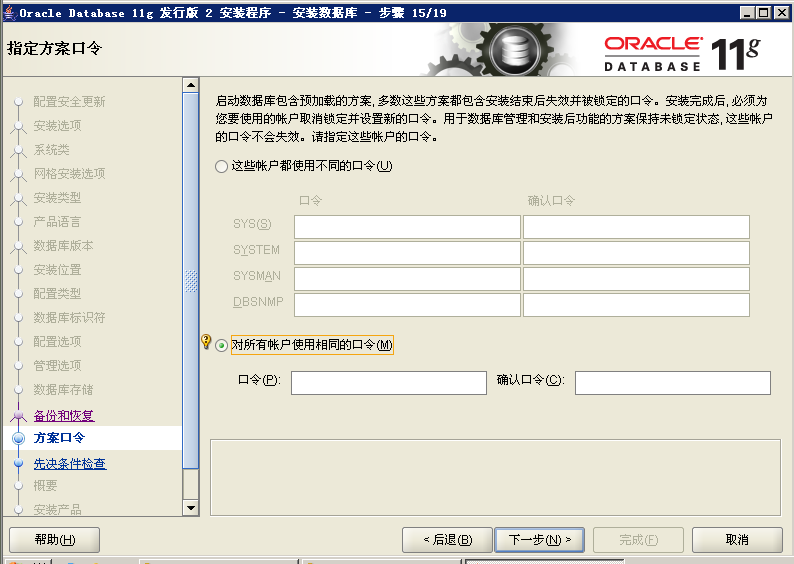 Oracle Database 11g 发行版 2 安装程序 - 安装数据库 - 步骤 15/19
指定方案口令
ORACLE
DATABASE
11g
配置安全更新
安装选项
系统类
网格安装选项
安装类型
产品语言
数据库版本
安装位置
配置类型
数据库标识符
配置选项
管理选项
数据库存储
备份和恢复
方案口令
先决条件检查
概要
安装产品
启动数据库包含预加载的方案, 多数这些方案都包含安装结束后失效并被锁定的口令。安装完成后, 必须为
您要使用的帐户取消锁定并设置新的口令。用于数据库管理和安装后功能的方案保持未锁定状态, 这些帐户
的口令不会失效。请指定这些帐户的口令。
这些帐户都使用不同的口令(U)
口令 确认口令
SYS(S)
SYSTEM
SYSMAN
DBSNMP
对所有帐户使用相同的口令(M)
口令(P): 确认口令(C):
帮助(H) < 后退(B) 下一步(N) > 完成(F) 取消